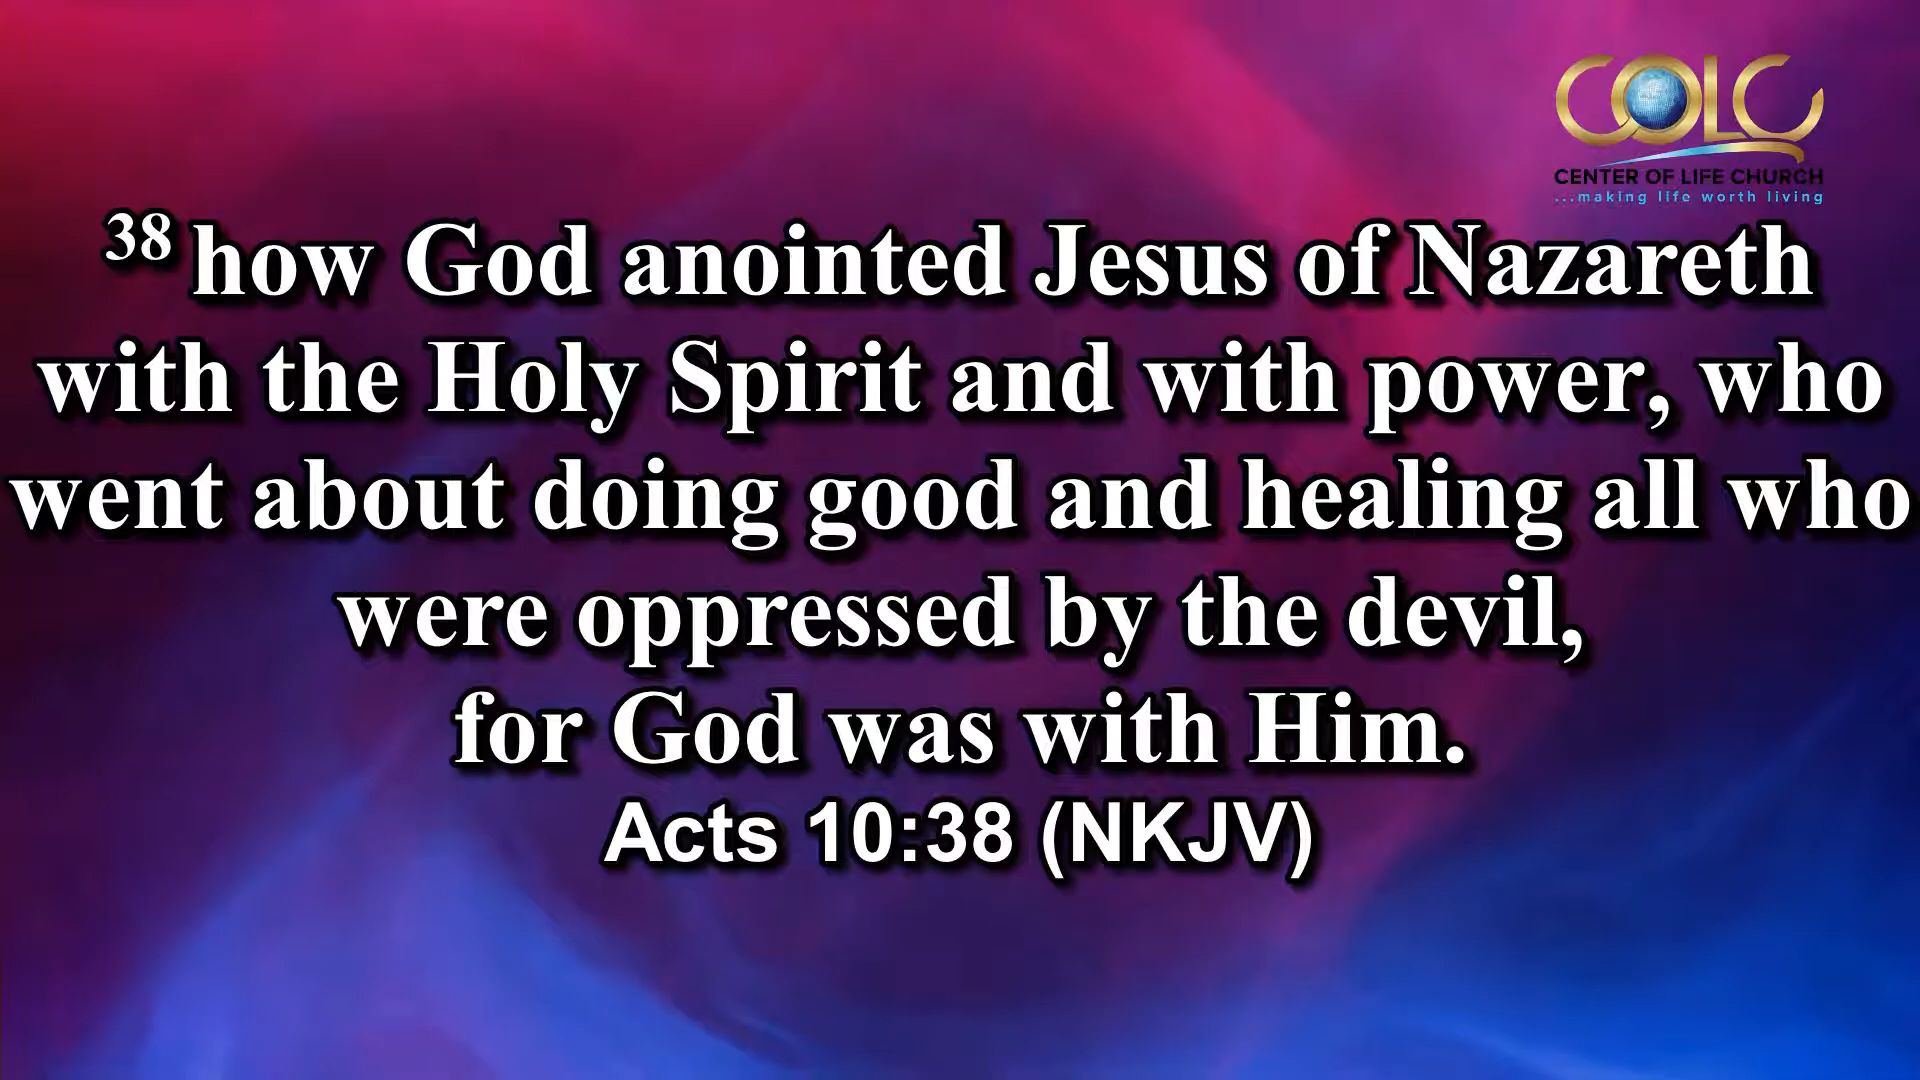 COLC
CENTER OF LIFE CHURCH
...making life worth living
38 how God anointed Jesus of Nazareth
with the Holy Spirit and with power, who
went about doing good and healing all who
were oppressed by the devil,
for God was with Him.
Acts 10:38 (NKJV)